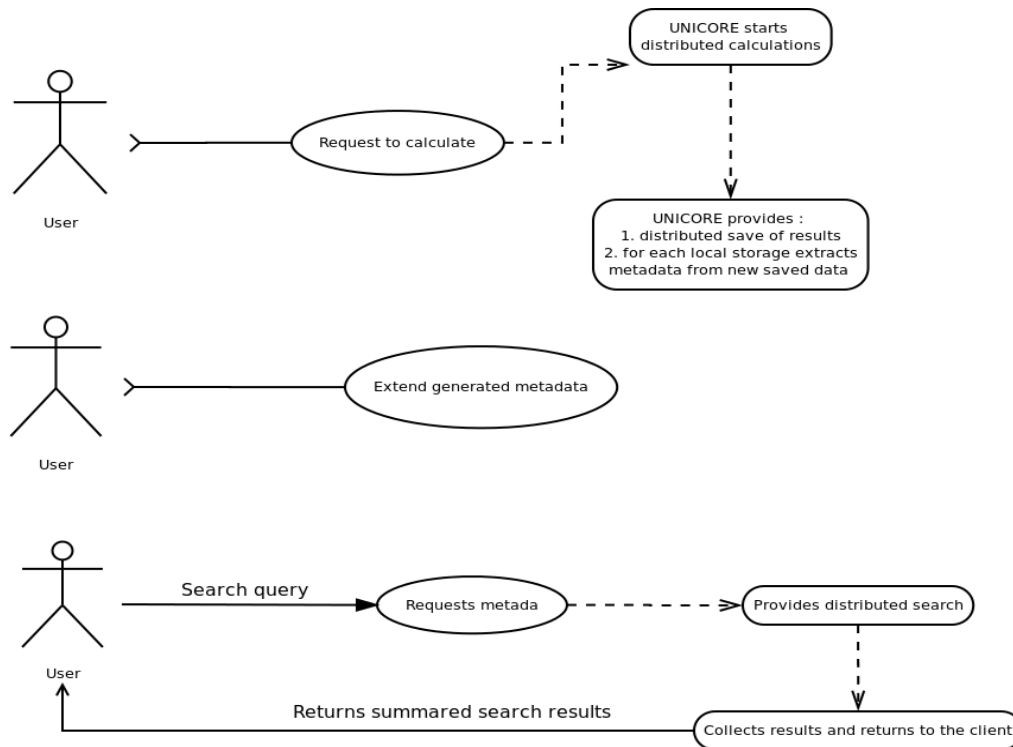 UNICORE starts
distributed calculations
Request to calculate
User
UNICORE provides :
1. distributed save of results
2. for each local storage extracts
metadata from new saved data
Extend generated metadata
User
Search query
Requests metada
Provides distributed search
User
Returns summared search results
Collects results and returns to the client